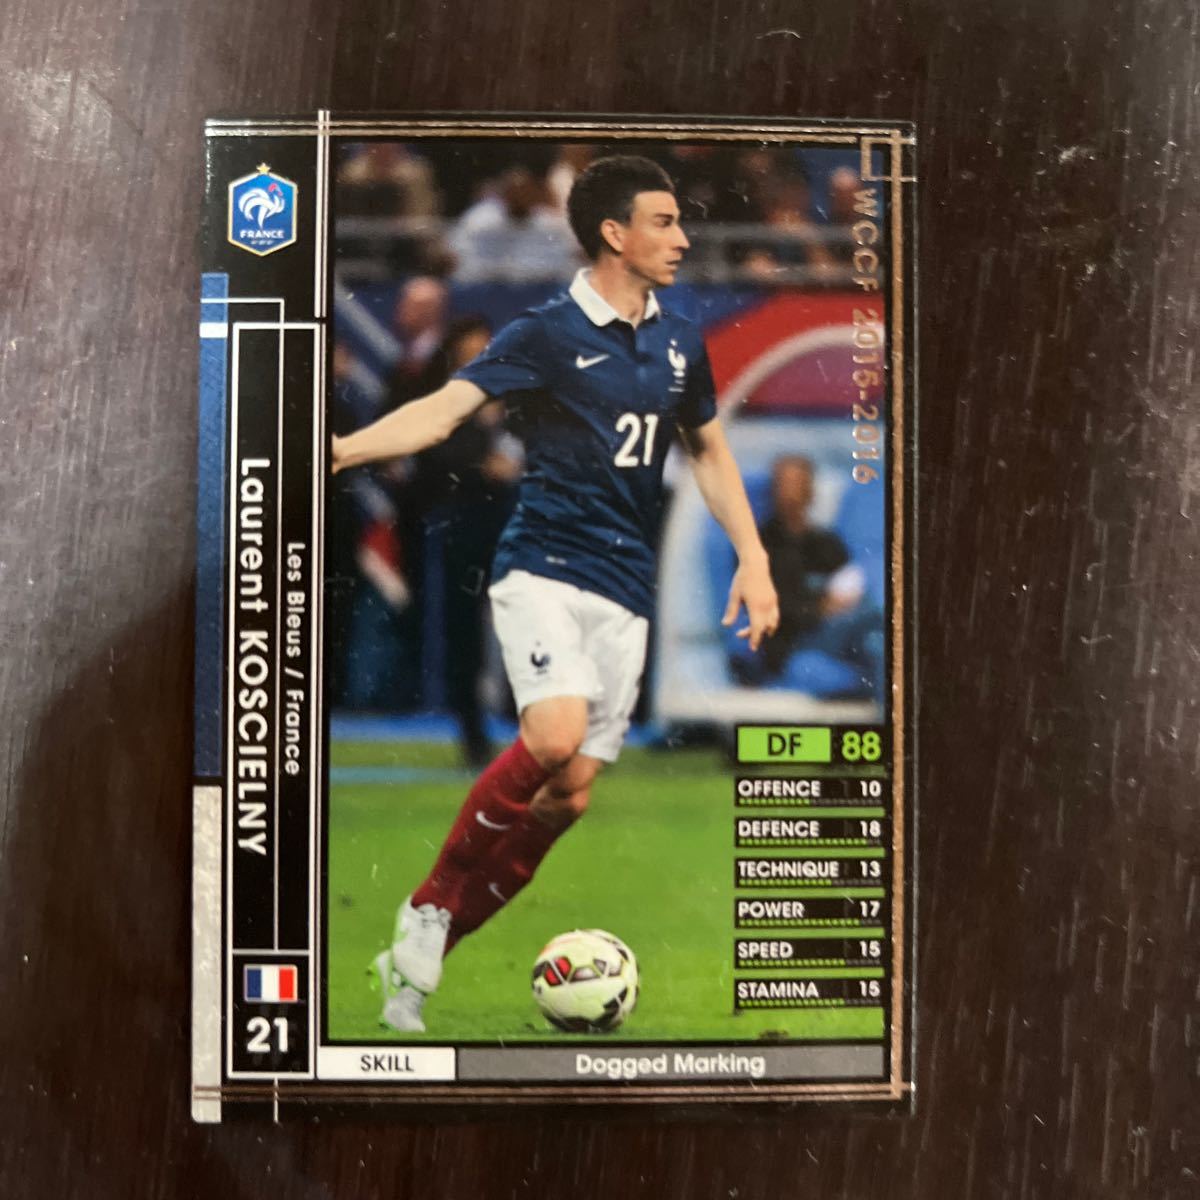 FRANCE
WCCF 2015-2016
21
Les Bleus / France
Laurent KOSCIELNY
21
DF 88
OFFENCE 10
DEFENCE 18
TECHNIQUE 13
POWER 17
SPEED 15
STAMINA 15
SKILL Dogged Marking